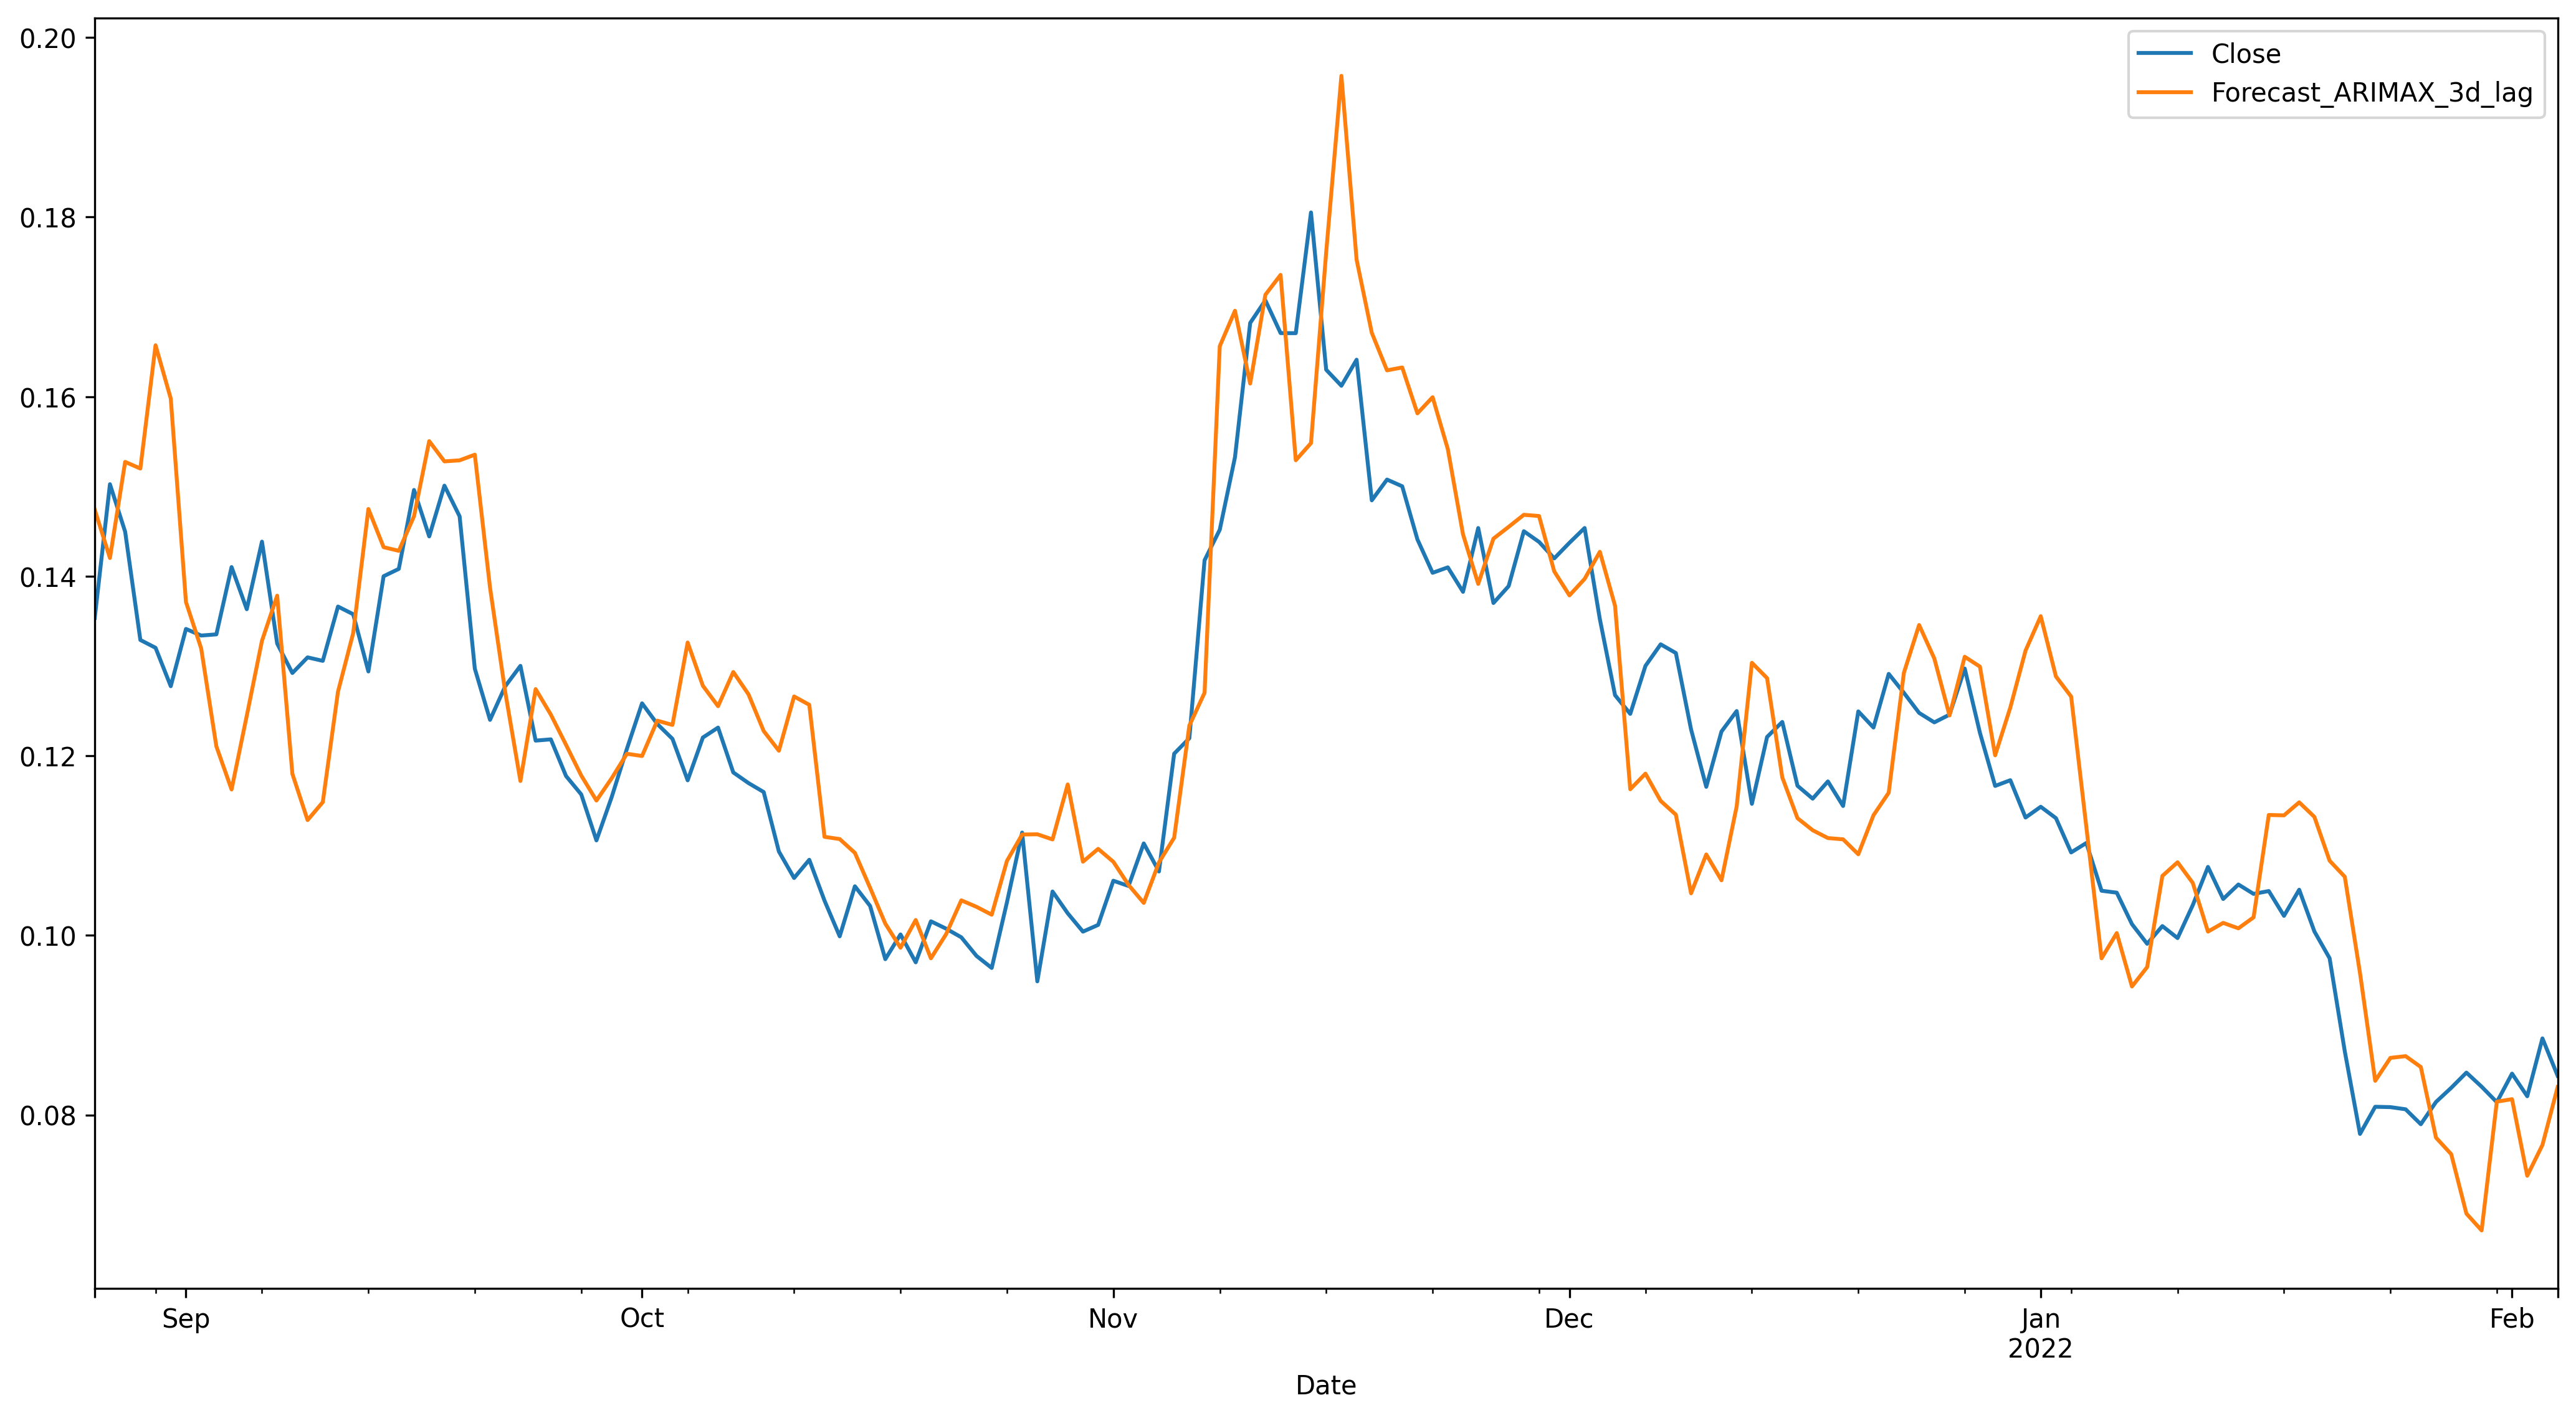 Close
Forecast_ARIMAX_3d_lag
0.20
0.18
0.16
0.14
0.12
0.10
0.08
Sep Oct Nov Dec Jan Feb
2022
Date